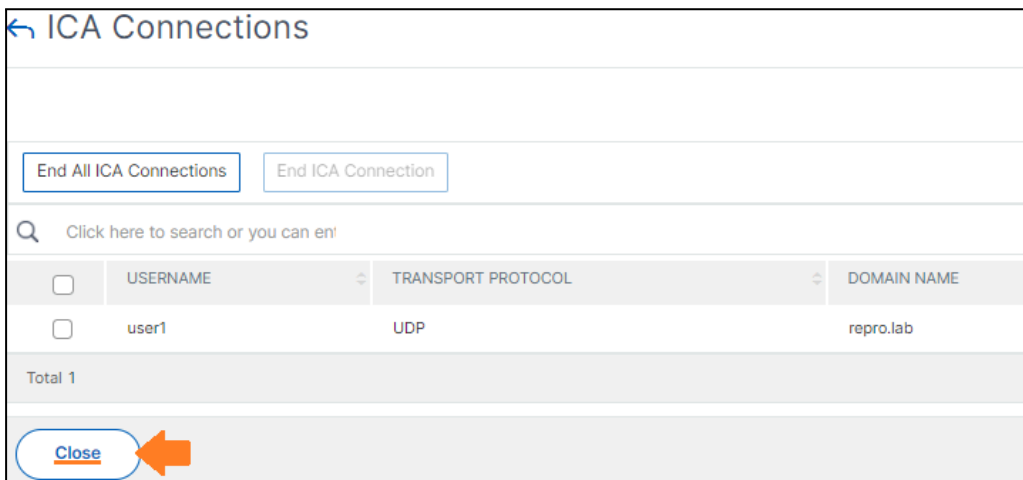 ICA Connections
End All ICA Connections End ICA Connection
Click here to search or you can ent
USERNAME TRANSPORT PROTOCOL DOMAIN NAME
user1 UDP repro.lab
Total 1
Close